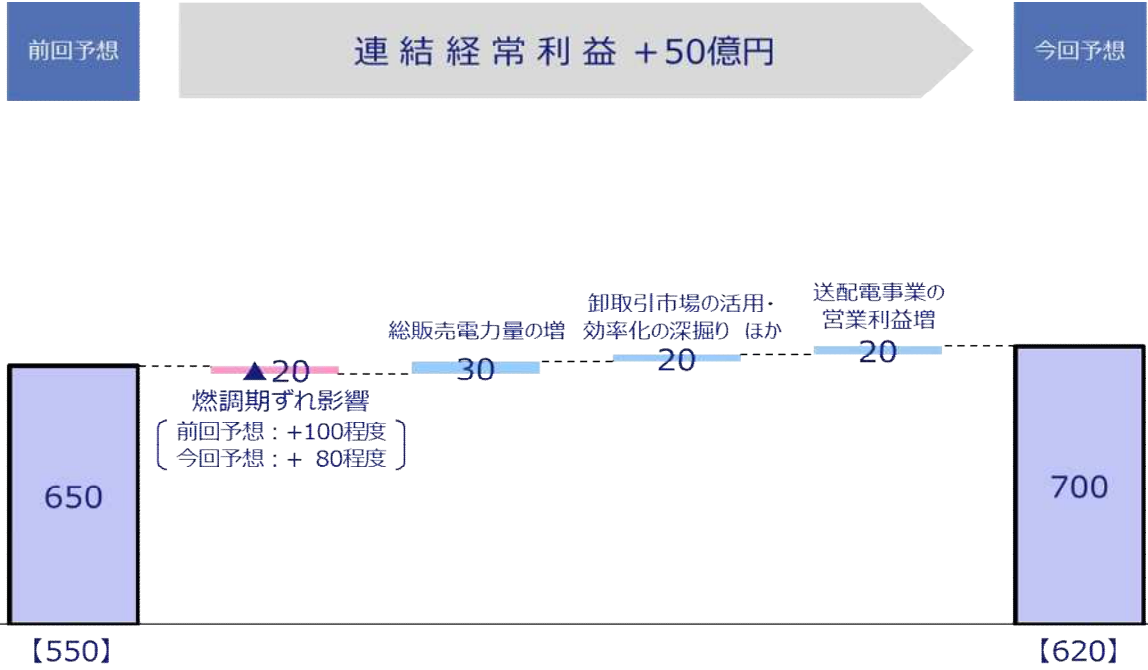 前回予想
連結経常利益 +50億円
今回予想
総販売電力量の増
卸取引市場の活用・
効率化の深掘り ほか
送配電事業の
営業利益増
▲20
30
20
20
燃調期ずれ影響
前回予想：+100程度
今回予想：+ 80程度
650
700
【550】
【620】